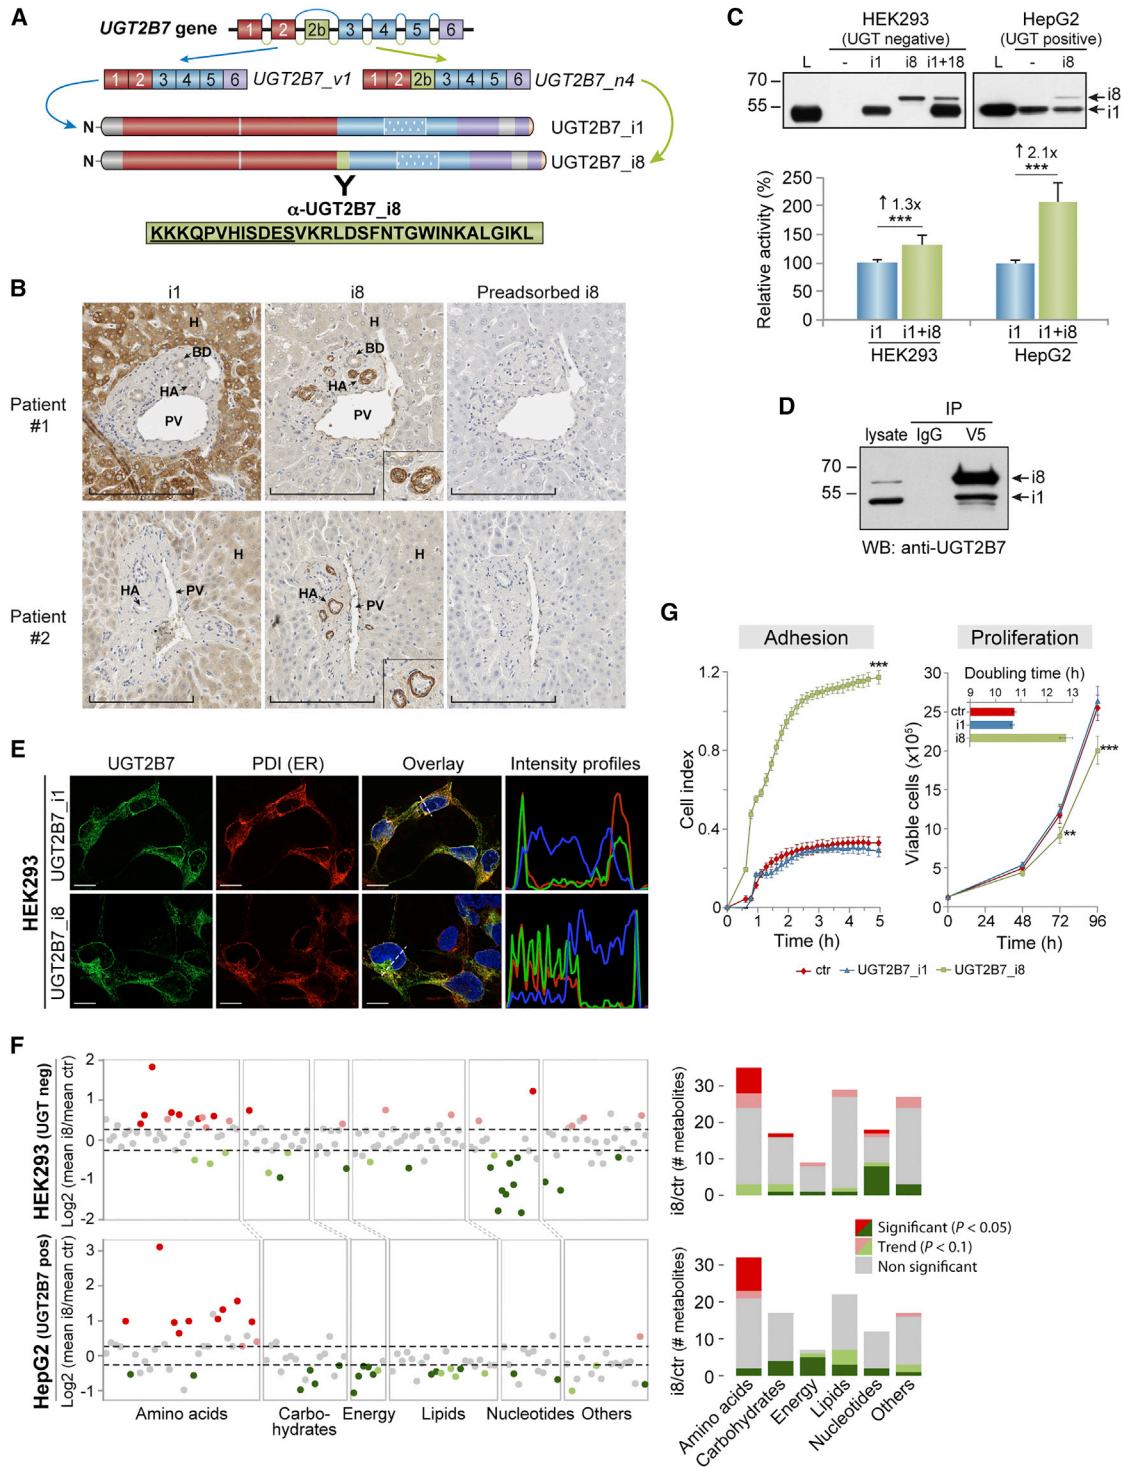 A
UGT2B7 gene
1 2 2b 3 4 5 6
1 2 3 4 5 6 UGT2B7_v1
1 2 2b 3 4 5 6 UGT2B7_n4
N- UGT2B7_i1
N- UGT2B7_i8
Y
α-UGT2B7_i8
KKKQPVHISDESVKRLDSFNTGWINKALGIKL
B
i1 i8 Preadsorbed i8
Patient #1
H BD HA PV
H BD HA PV
Patient #2
H HA PV
H HA PV
C
HEK293
(UGT negative)
HepG2
(UGT positive)
L - i1 i8 i1+18
L - i8
70
55
i8
i1
Relative activity (%)
250
200
150
100
50
0
↑ 1.3x
***
↑ 2.1x
***
i1 i1+i8
HEK293
i1 i1+i8
HepG2
D
IP
lysate IgG V5
70
55
i8
i1
WB: anti-UGT2B7
E
UGT2B7 PDI (ER) Overlay Intensity profiles
HEK293
UGT2B7_i1
UGT2B7_i8
F
HEK293 (UGT neg)
Log2 (mean i8/mean ctr)
2
1
0
-1
-2
HepG2 (UGT2B7 pos)
Log2 (mean i8/mean ctr)
3
2
1
0
-1
Amino acids
Carbo-
hydrates
Energy
Lipids
Nucleotides
Others
i8/ctr (# metabolites)
30
20
10
0
Significant (P < 0.05)
Trend (P < 0.1)
Non significant
i8/ctr (# metabolites)
30
20
10
0
Amino acids
Carbohydrates
Energy
Lipids
Nucleotides
Others
G
Adhesion
Cell index
1.2
0.8
0.4
0
***
0 1 2 3 4 5
Time (h)
Proliferation
Viable cells (x10⁵)
30
25
20
15
10
5
0
Doubling time (h)
9 10 11 12 13
ctr
i1
i8
***
**
0 24 48 72 96
Time (h)
ctr UGT2B7_i1 UGT2B7_i8